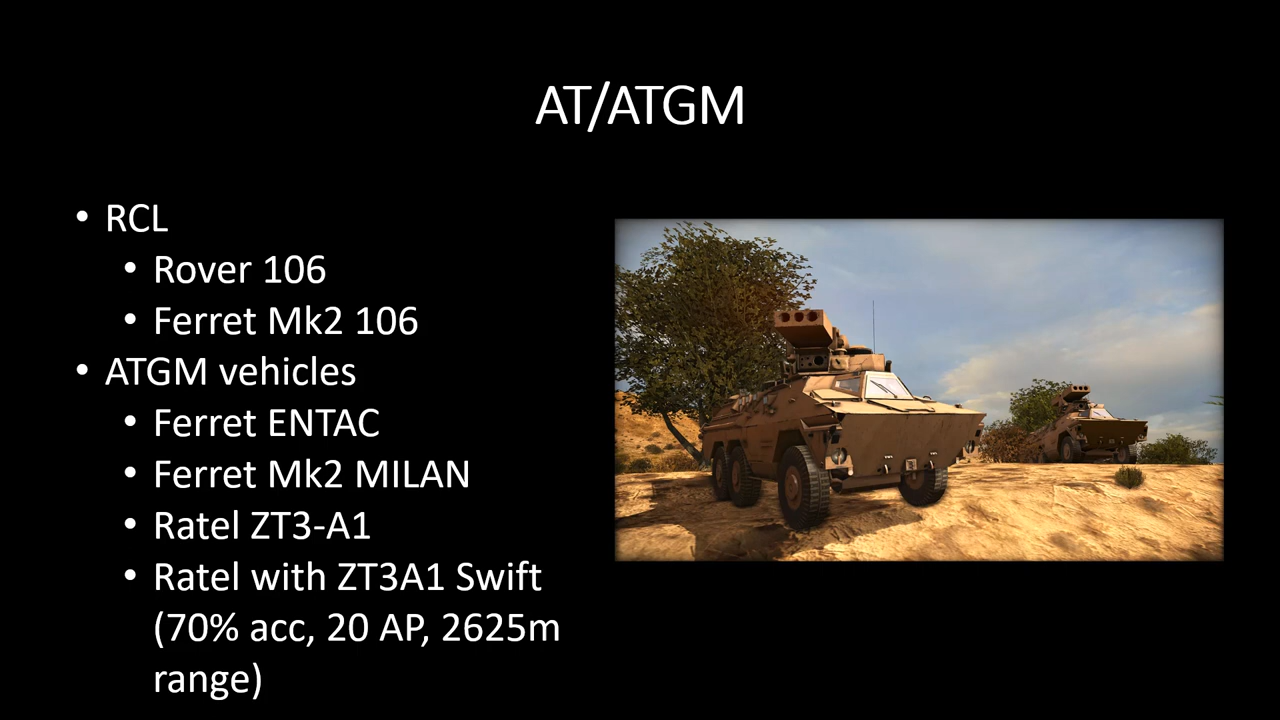 AT/ATGM
• RCL
• Rover 106
• Ferret Mk2 106
• ATGM vehicles
• Ferret ENTAC
• Ferret Mk2 MILAN
• Ratel ZT3-A1
• Ratel with ZT3A1 Swift
(70% acc, 20 AP, 2625m
range)